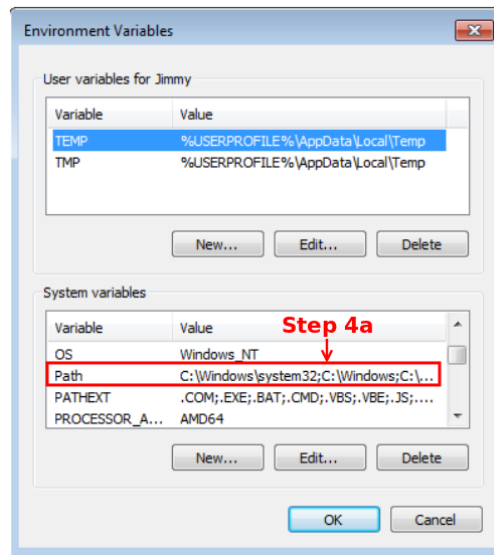 Environment Variables
User variables for Jimmy
Variable Value
TEMP %USERPROFILE%\AppData\Local\Temp
TMP %USERPROFILE%\AppData\Local\Temp
New... Edit... Delete
System variables
Step 4a
Variable Value
OS Windows_NT
Path C:\Windows\system32;C:\Windows;C:\...
PATHEXT .COM;.EXE;.BAT;.CMD;.VBS;.VBE;.JS;....
PROCESSOR_A... AMD64
New... Edit... Delete
OK Cancel